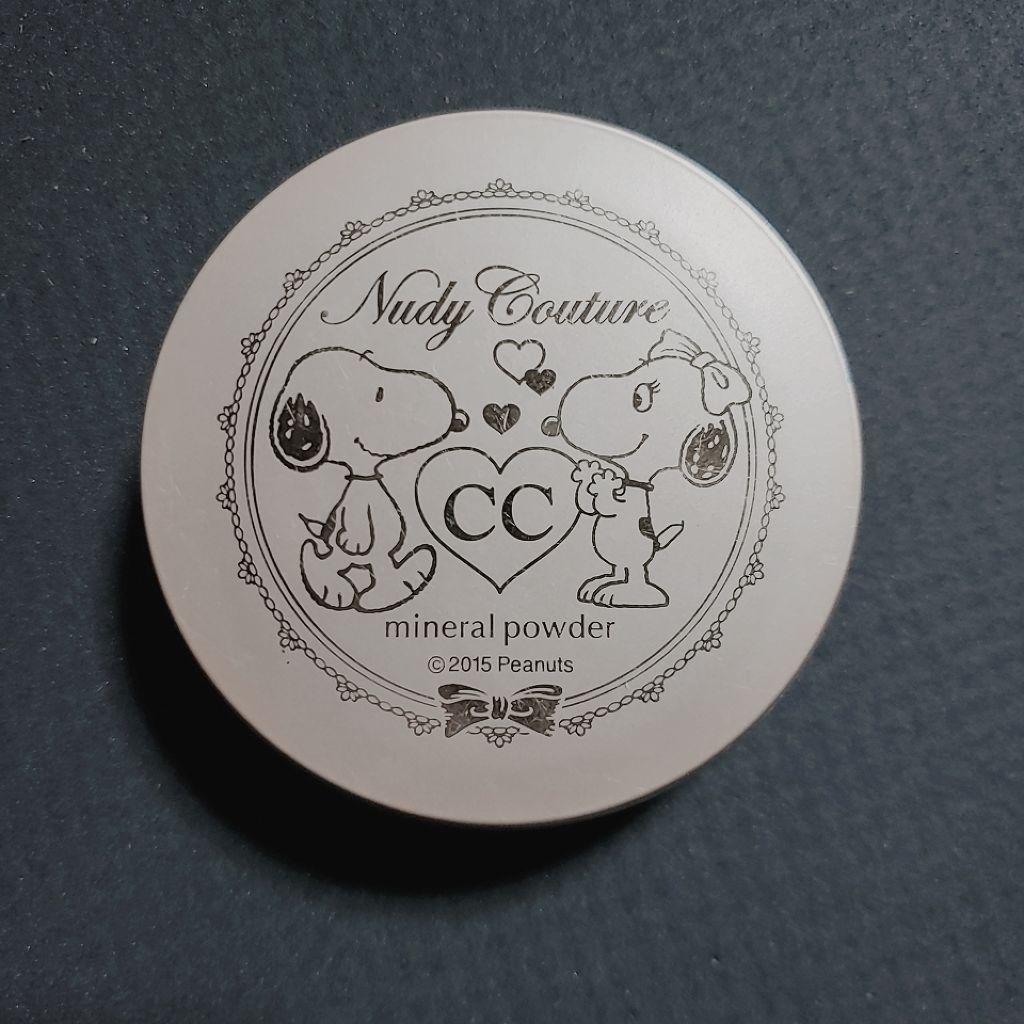 Nudy Couture
CC
mineral powder
©2015 Peanuts